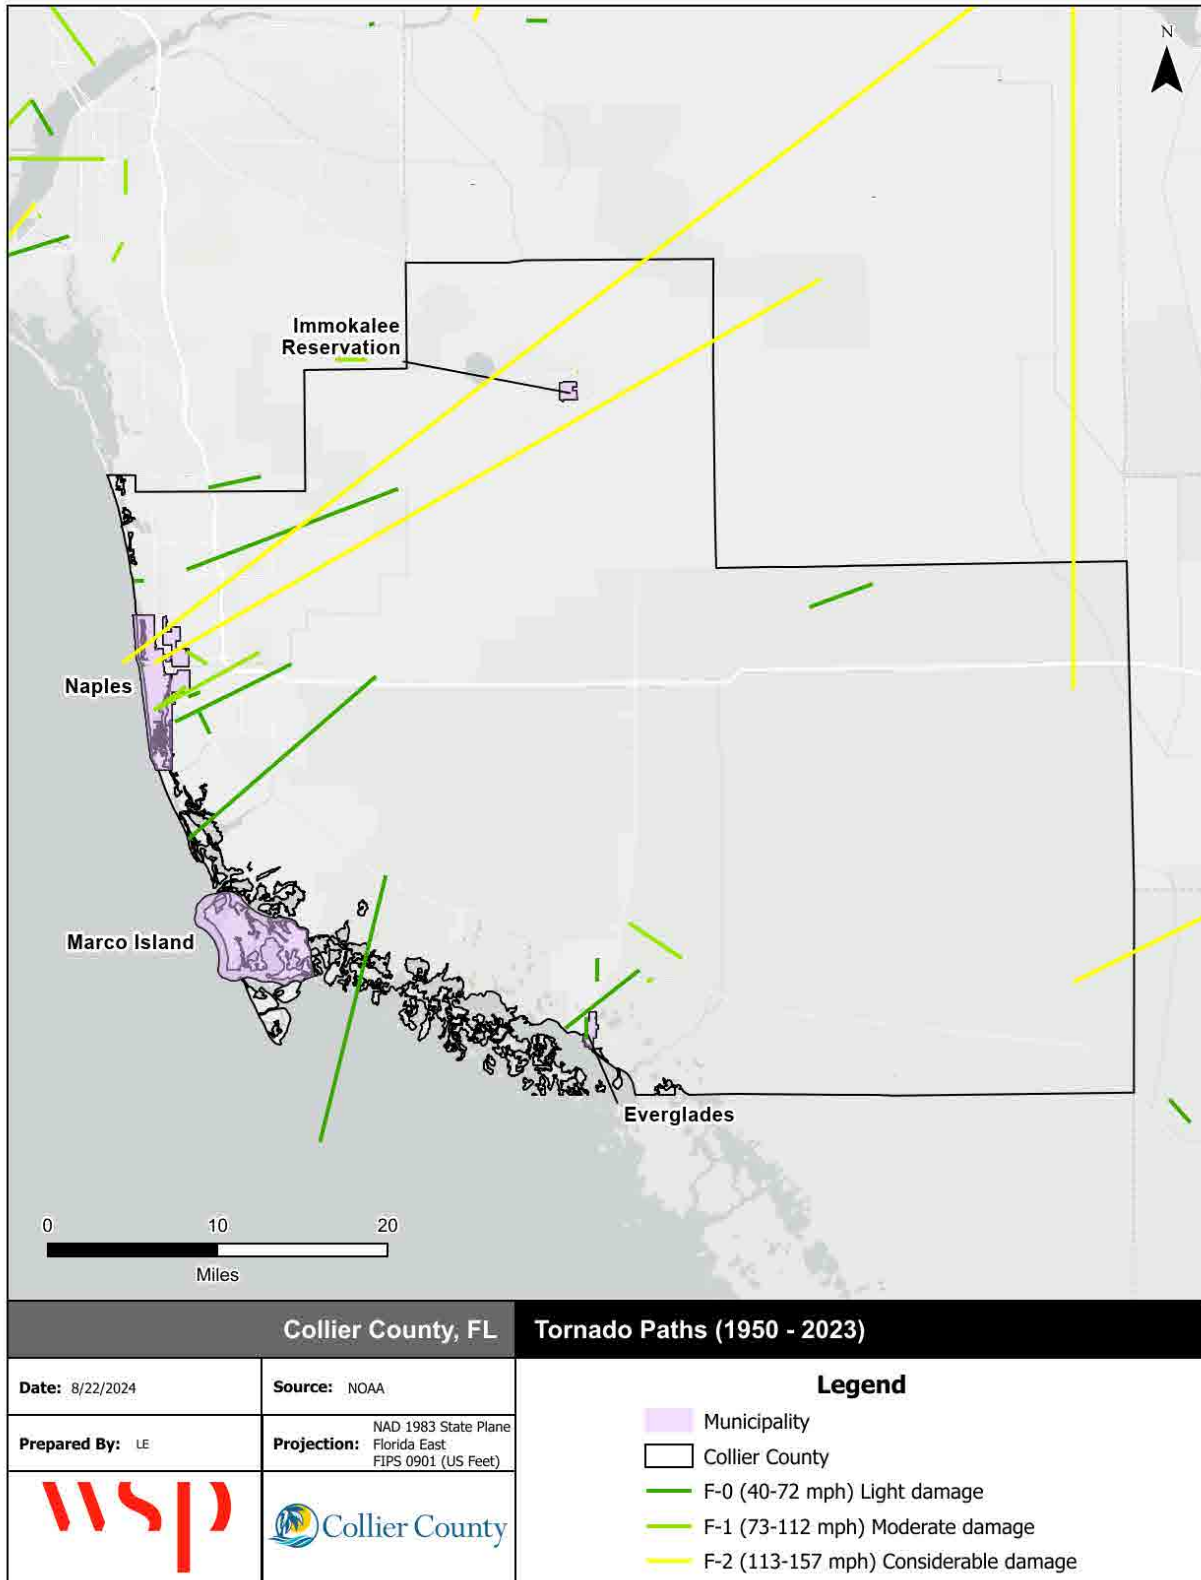 N
Immokalee
Reservation
Naples
Marco Island
Everglades
0 10 20
Miles
Collier County, FL
Tornado Paths (1950 - 2023)
Date: 8/22/2024
Source: NOAA
Prepared By: LE
Projection: NAD 1983 State Plane
Florida East
FIPS 0901 (US Feet)
wsp
Collier County
Legend
Municipality
Collier County
F-0 (40-72 mph) Light damage
F-1 (73-112 mph) Moderate damage
F-2 (113-157 mph) Considerable damage